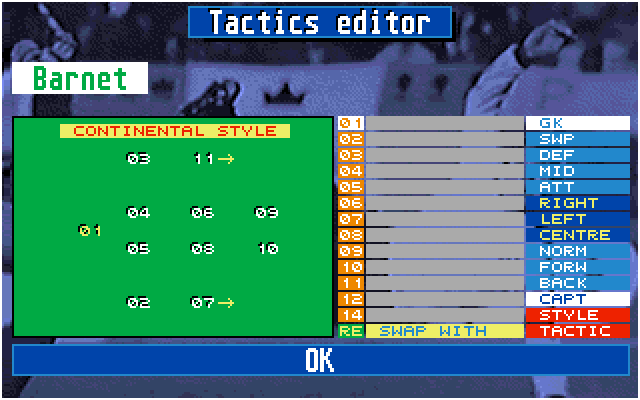 Tactics editor
Barnet
CONTINENTAL STYLE
03 11→
04 06 09
01
05 08 10
02 07→
01 GK
02 SWP
03 DEF
04 MID
05 ATT
06 RIGHT
07 LEFT
08 CENTRE
09 NORM
10 FORW
11 BACK
12 CAPT
14 STYLE
RE SWAP WITH TACTIC
OK